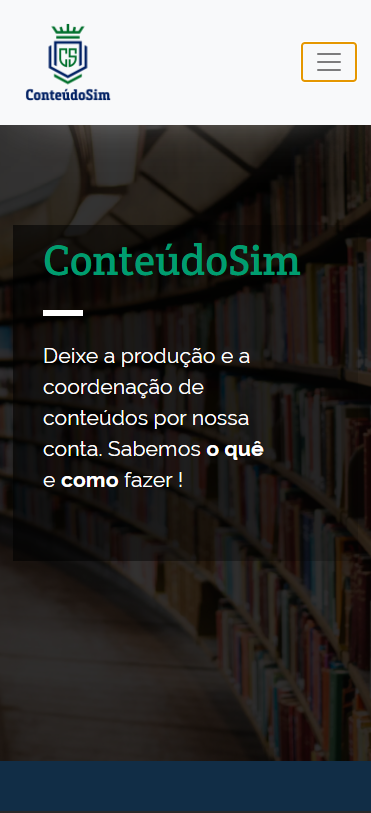 CS
ConteúdoSim
ConteúdoSim
Deixe a produção e a
coordenação de
conteúdos por nossa
conta. Sabemos o quê
e como fazer !